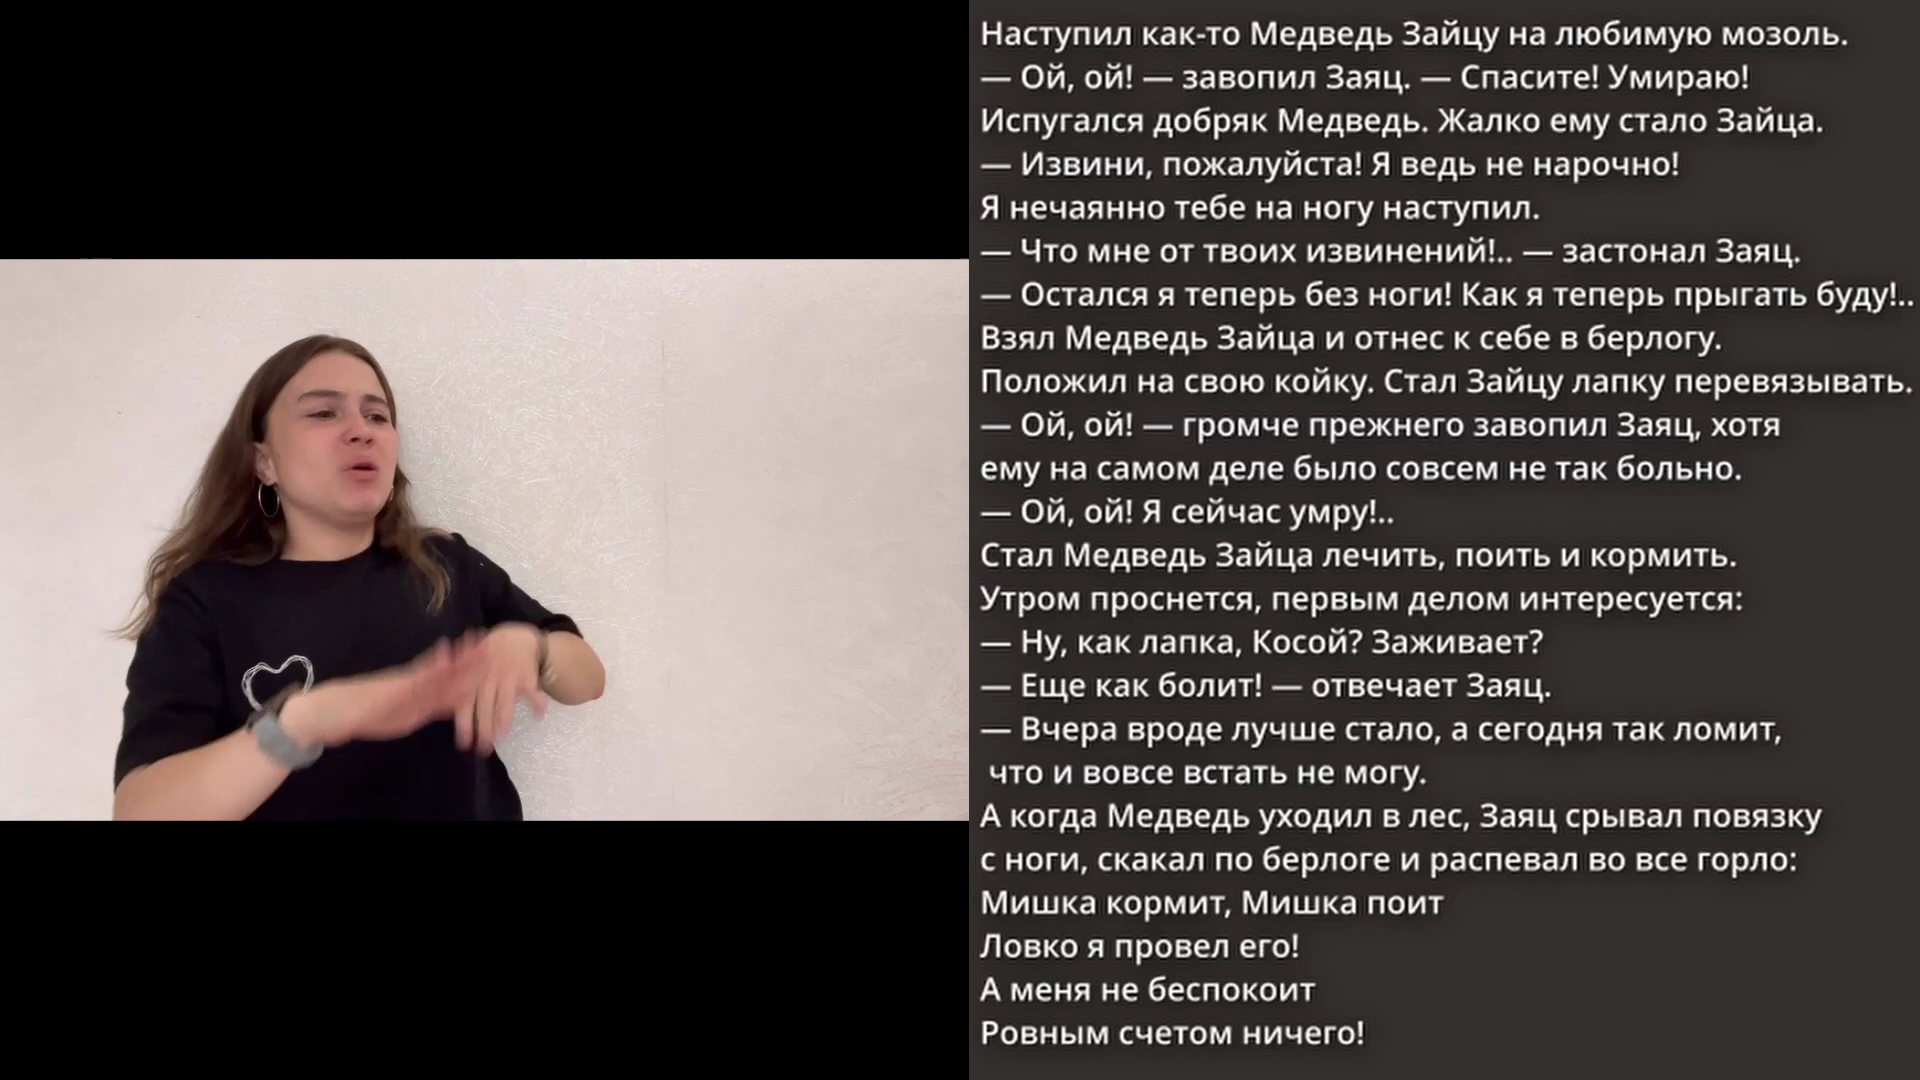 Наступил как-то Медведь Зайцу на любимую мозоль.
— Ой, ой! — завопил Заяц. — Спасите! Умираю!
Испугался добряк Медведь. Жалко ему стало Зайца.
— Извини, пожалуйста! Я ведь не нарочно!
Я нечаянно тебе на ногу наступил.
— Что мне от твоих извинений!.. — застонал Заяц.
— Остался я теперь без ноги! Как я теперь прыгать буду!..
Взял Медведь Зайца и отнес к себе в берлогу.
Положил на свою койку. Стал Зайцу лапку перевязывать.
— Ой, ой! — громче прежнего завопил Заяц, хотя
ему на самом деле было совсем не так больно.
— Ой, ой! Я сейчас умру!..
Стал Медведь Зайца лечить, поить и кормить.
Утром проснется, первым делом интересуется:
— Ну, как лапка, Косой? Заживает?
— Еще как болит! — отвечает Заяц.
— Вчера вроде лучше стало, а сегодня так ломит,
что и вовсе встать не могу.
А когда Медведь уходил в лес, Заяц срывал повязку
с ноги, скакал по берлоге и распевал во все горло:
Мишка кормит, Мишка поит
Ловко я провел его!
А меня не беспокоит
Ровным счетом ничего!